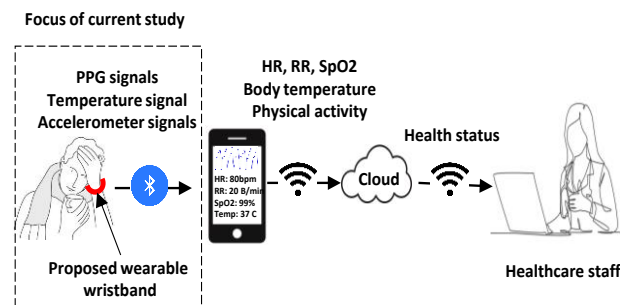 Focus of current study
PPG signals
Temperature signal
Accelerometer signals
HR, RR, SpO2
Body temperature
Physical activity
Health status
HR: 80bpm
RR: 20 B/min
SpO2: 99%
Temp: 37 C
Cloud
Proposed wearable
wristband
Healthcare staff